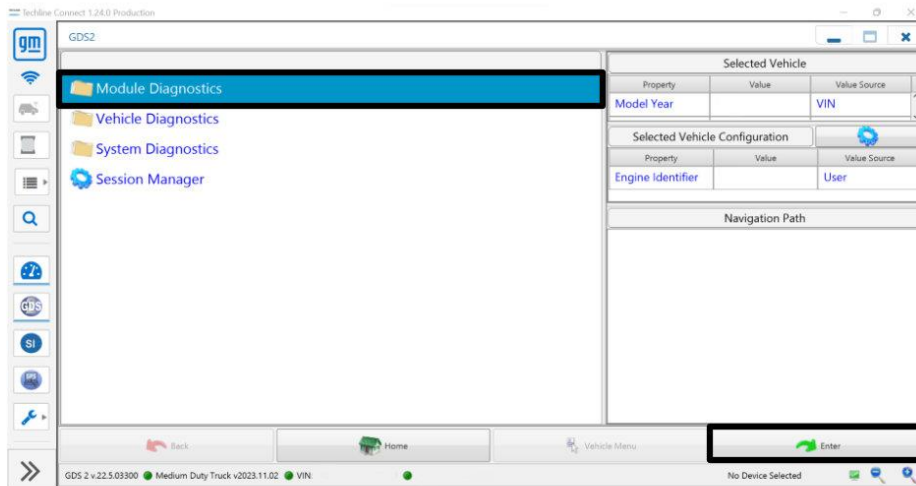 Techline Connect 1.24.0 Production
gm
GDS2
Module Diagnostics
Vehicle Diagnostics
System Diagnostics
Session Manager
Selected Vehicle
Property Value Value Source
Model Year VIN
Selected Vehicle Configuration
Property Value Value Source
Engine Identifier User
Navigation Path
GDS
SI
SPS
Back Home Vehicle Menu Enter
GDS 2 v.22.5.03300 Medium Duty Truck v2023.11.02 VIN: No Device Selected